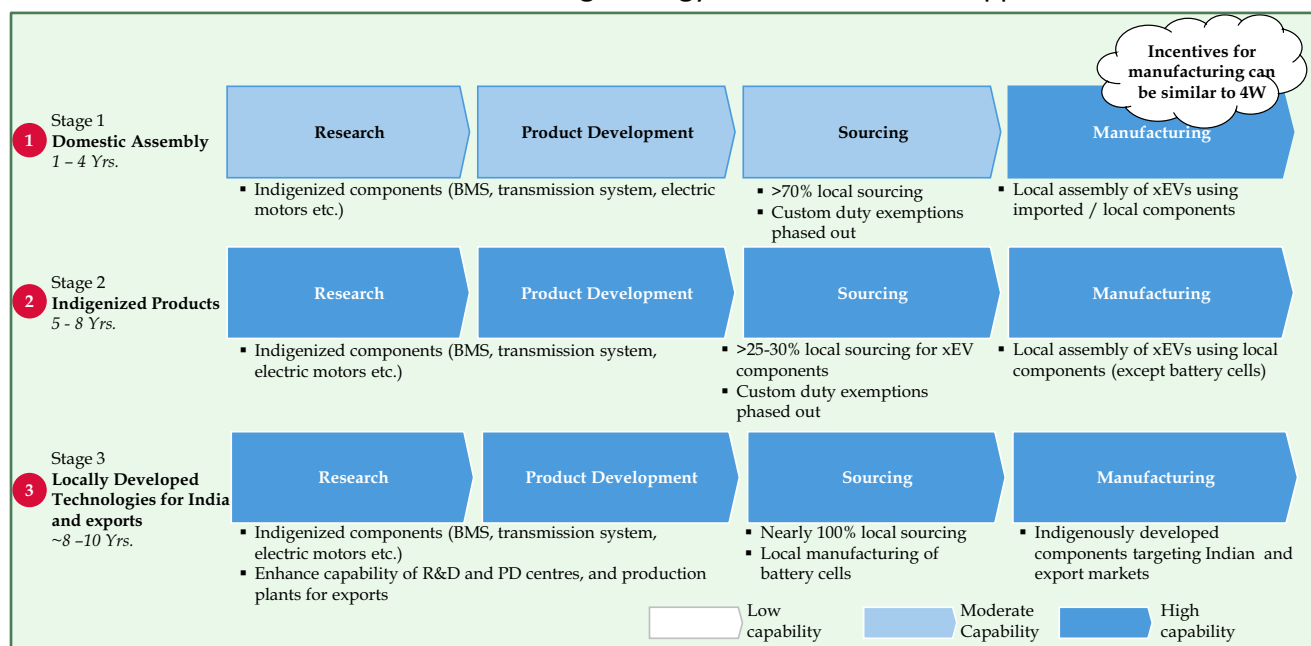 Incentives for
manufacturing can
be similar to 4W
1
Stage 1
Domestic Assembly
1 – 4 Yrs.
Research
Product Development
Sourcing
Manufacturing
▪ Indigenized components (BMS, transmission system, electric
motors etc.)
▪ >70% local sourcing
▪ Custom duty exemptions
phased out
▪ Local assembly of xEVs using
imported / local components
2
Stage 2
Indigenized Products
5 - 8 Yrs.
Research
Product Development
Sourcing
Manufacturing
▪ Indigenized components (BMS, transmission system,
electric motors etc.)
▪ >25-30% local sourcing for xEV
components
▪ Custom duty exemptions
phased out
▪ Local assembly of xEVs using local
components (except battery cells)
3
Stage 3
Locally Developed
Technologies for India
and exports
~8 –10 Yrs.
Research
Product Development
Sourcing
Manufacturing
▪ Indigenized components (BMS, transmission system,
electric motors etc.)
▪ Enhance capability of R&D and PD centres, and production
plants for exports
▪ Nearly 100% local sourcing
▪ Local manufacturing of
battery cells
▪ Indigenously developed
components targeting Indian and
export markets
Low
capability
Moderate
Capability
High
capability